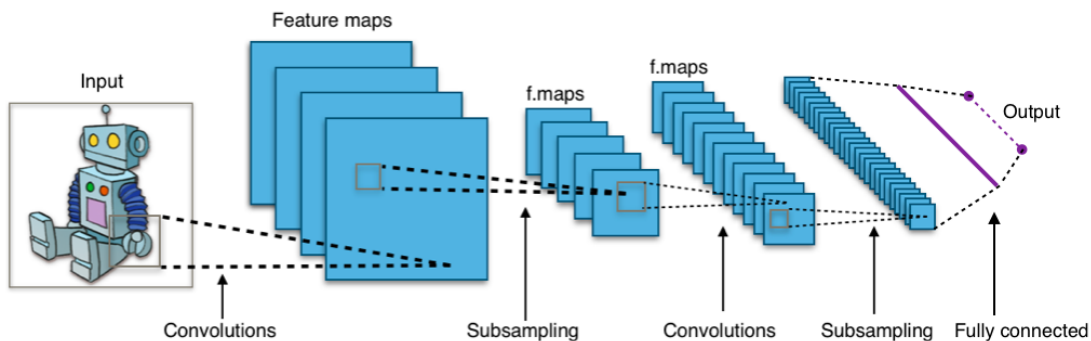 Feature maps
f.maps
f.maps
Input
Output
Convolutions
Subsampling
Convolutions
Subsampling
Fully connected